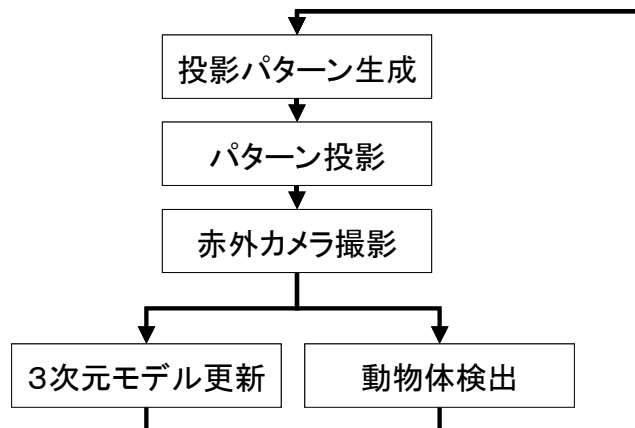 投影パターン生成
パターン投影
赤外カメラ撮影
３次元モデル更新
動物体検出